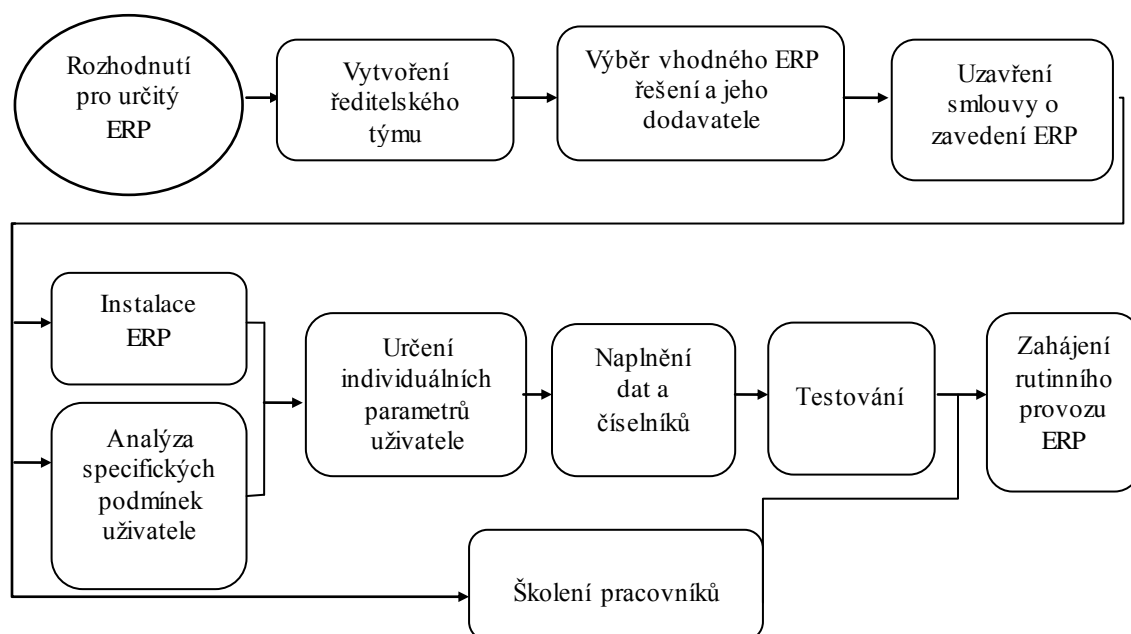 Rozhodnutí
pro určitý
ERP
Vytvoření
ředitelského
týmu
Výběr vhodného ERP
řešení a jeho
dodavatele
Uzavření
smlouvy o
zavedení ERP
Instalace
ERP
Analýza
specifických
podmínek
uživatele
Určení
individuálních
parametrů
uživatele
Naplnění
dat a
číselníků
Testování
Zahájení
rutinního
provozu
ERP
Školení pracovníků